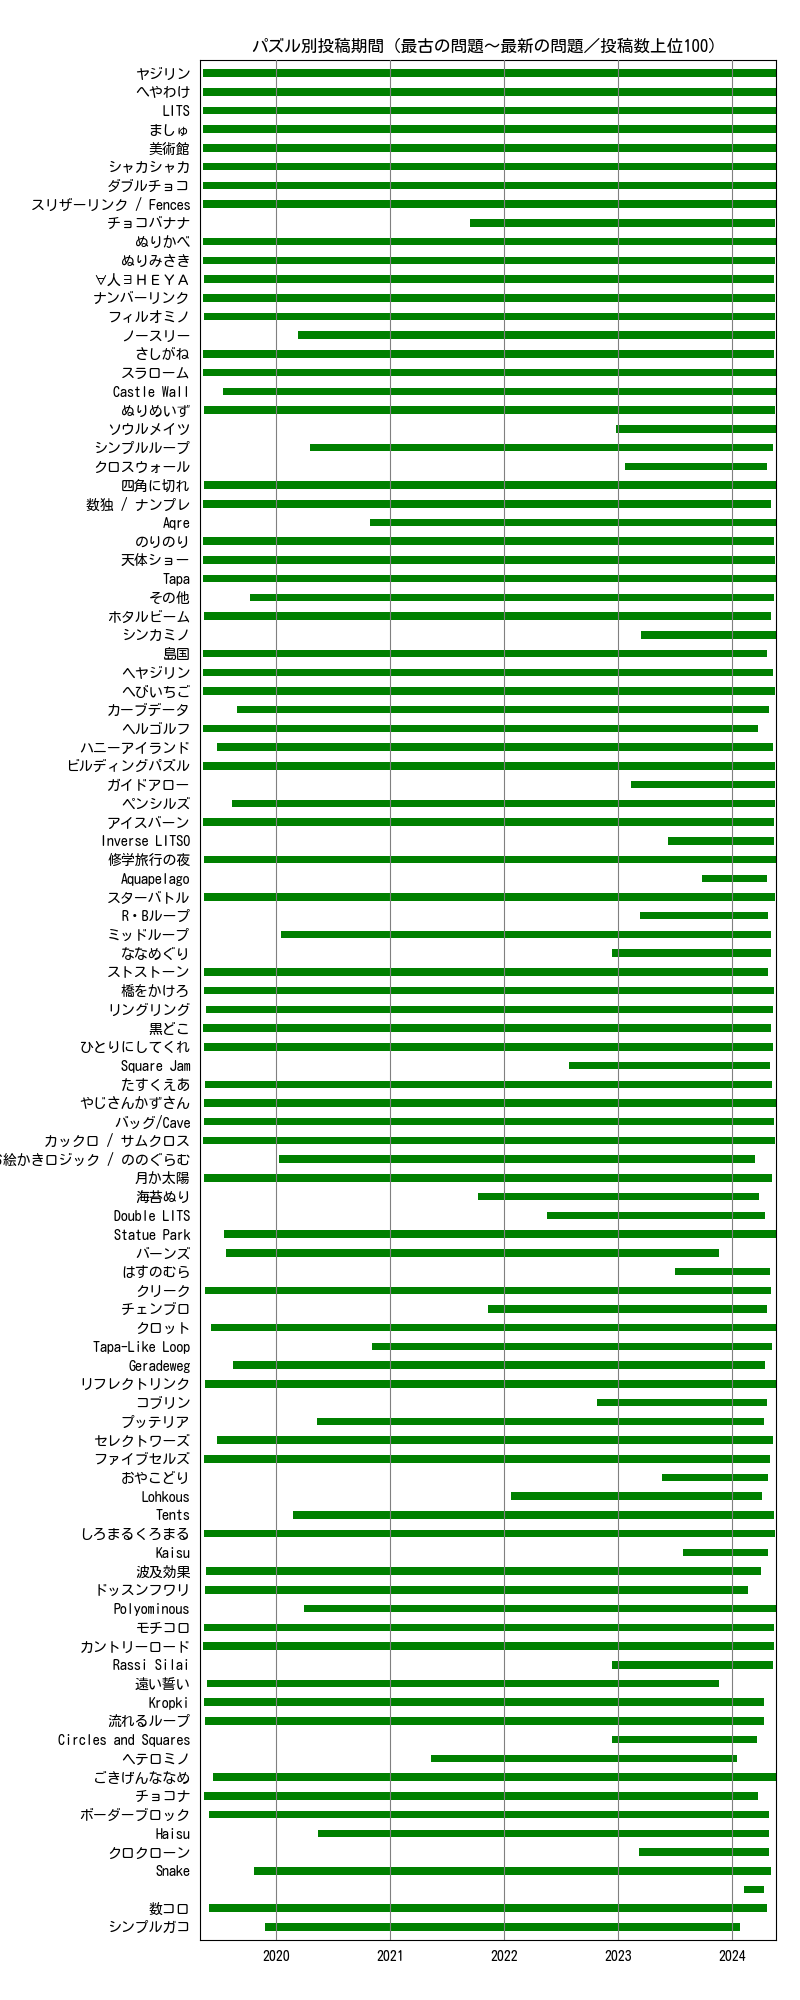 パズル別投稿期間（最古の問題～最新の問題／投稿数上位100）
ヤジリン
へやわけ
LITS
ましゅ
美術館
シャカシャカ
ダブルチョコ
スリザーリンク / Fences
チョコバナナ
ぬりかべ
ぬりみさき
∀人∃ＨＥＹＡ
ナンバーリンク
フィルオミノ
ノースリー
さしがね
スラローム
Castle Wall
ぬりめいず
ソウルメイツ
シンプルループ
クロスウォール
四角に切れ
数独 / ナンプレ
Aqre
のりのり
天体ショー
Tapa
その他
ホタルビーム
シンカミノ
島国
ヘヤジリン
へびいちご
カーブデータ
ヘルゴルフ
ハニーアイランド
ビルディングパズル
ガイドアロー
ペンシルズ
アイスバーン
Inverse LITSO
修学旅行の夜
Aquapelago
スターバトル
R・Bループ
ミッドループ
ななめぐり
ストストーン
橋をかけろ
リングリング
黒どこ
ひとりにしてくれ
Square Jam
たすくえあ
やじさんかずさん
バッグ/Cave
カックロ / サムクロス
絵かきロジック / ののぐらむ
月か太陽
海苔ぬり
Double LITS
Statue Park
バーンズ
はすのむら
クリーク
チェンブロ
クロット
Tapa-Like Loop
Geradeweg
リフレクトリンク
コブリン
プッテリア
セレクトワーズ
ファイブセルズ
おやこどり
Lohkous
Tents
しろまるくろまる
Kaisu
波及効果
ドッスンフワリ
Polyominous
モチコロ
カントリーロード
Rassi Silai
遠い誓い
Kropki
流れるループ
Circles and Squares
ヘテロミノ
ごきげんななめ
チョコナ
ボーダーブロック
Haisu
クロクローン
Snake
数コロ
シンプルガコ
2020 2021 2022 2023 2024